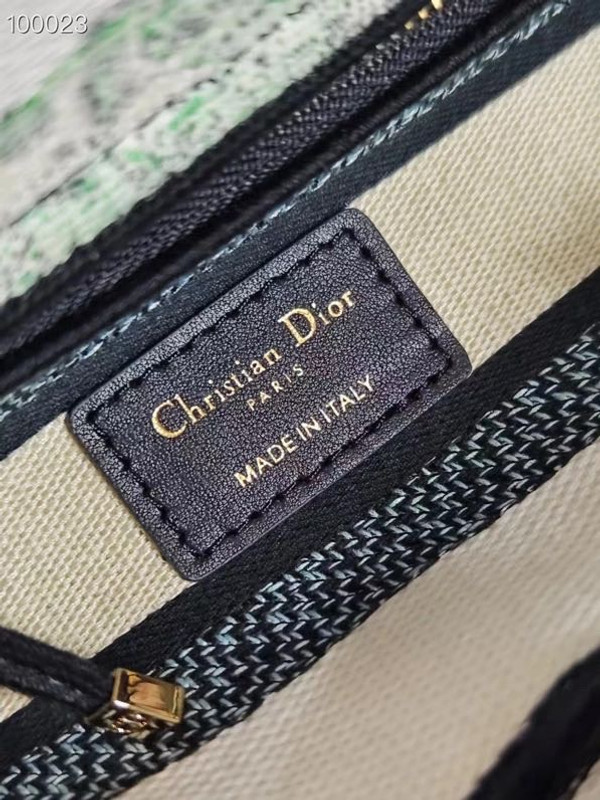 100023
Christian Dior
PARIS
MADE IN ITALY